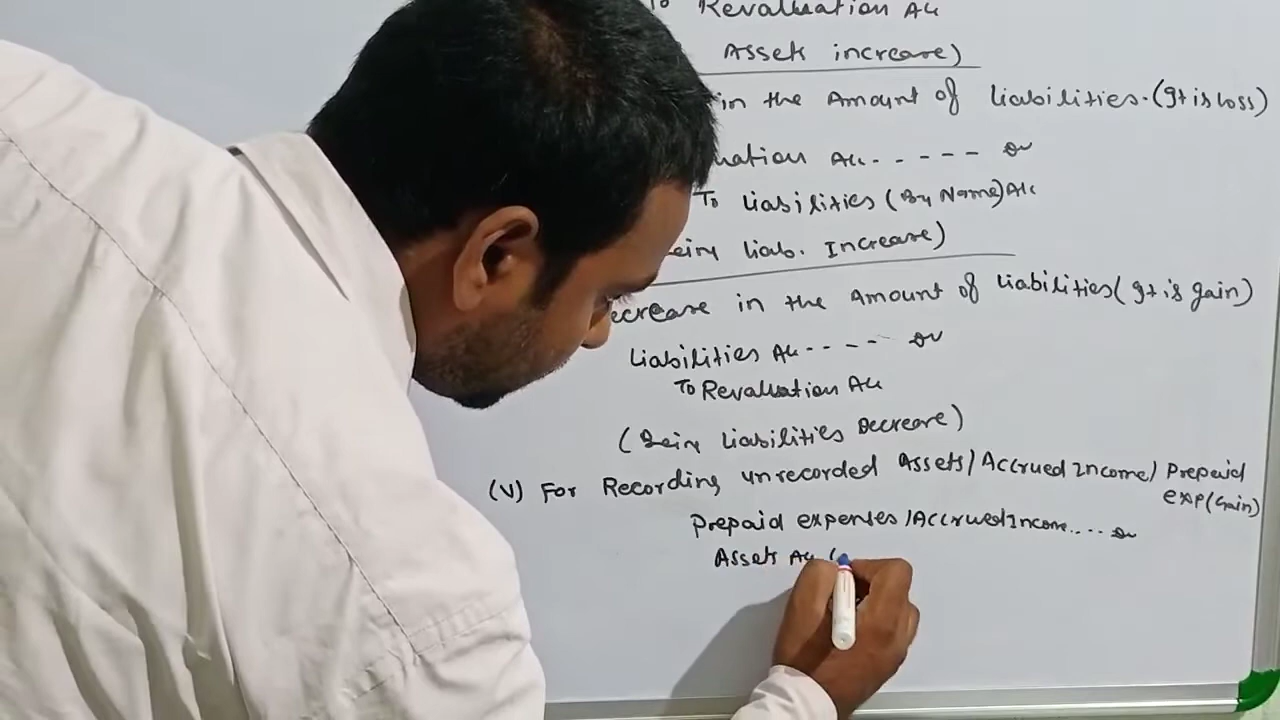 To Revaluation A/c
Assets increase)
in the Amount of liabilities.(It is loss)
uation A/c - - - - - Dr
To liabilities (By Name) A/c
eing liab. Increase)
ecrease in the Amount of liabilities (It is gain)
liabilities A/c - - - - Dr
To Revaluation A/c
(Being liabilities Decrease)
(V) For Recording unrecorded Assets/Accrued Income/Prepaid
exp(Gain)
Prepaid expenses/Accrued Income.... Dr
Assets A/c (